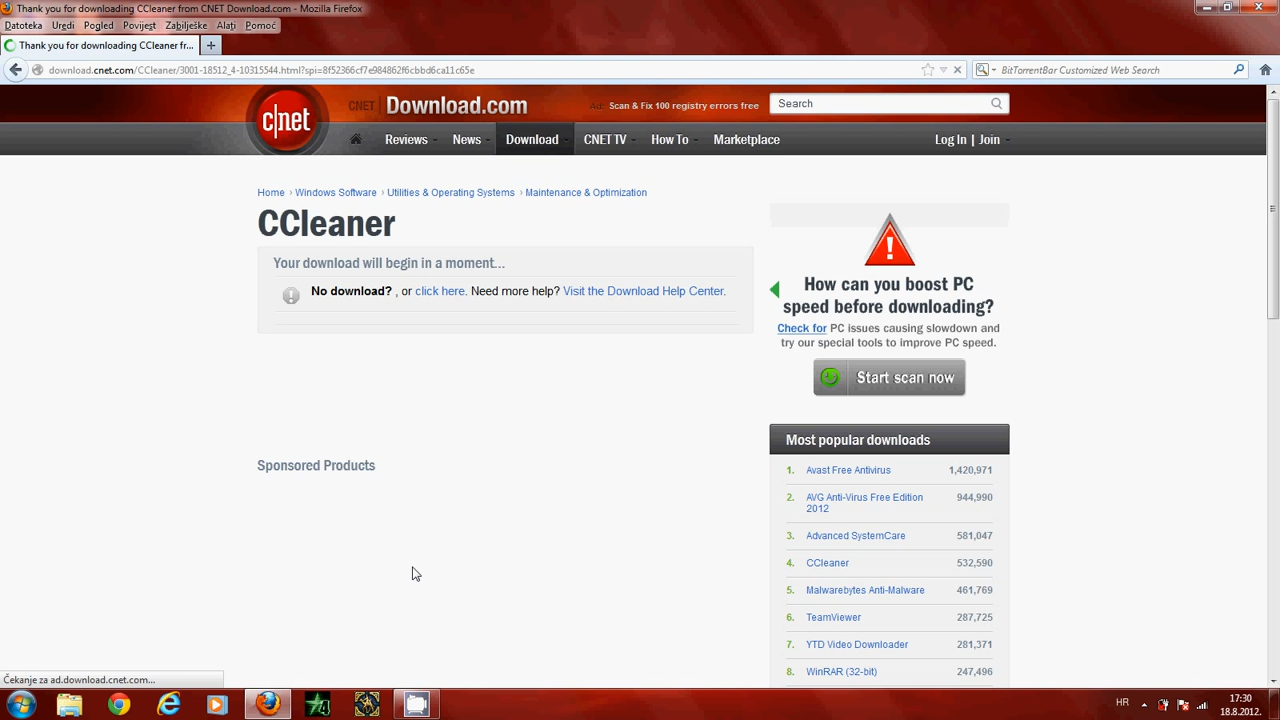 Thank you for downloading CCleaner from CNET Download.com - Mozilla Firefox
Datoteka Uredi Pogled Povijest Zabilješke Alati Pomoć
Thank you for downloading CCleaner fr...
download.cnet.com/CCleaner/3001-18512_4-10315544.html?spi=8f52366cf7e984862f6cbbd6ca11c65e
BitTorrentBar Customized Web Search
c|net
CNET Download.com
Ad: Scan & Fix 100 registry errors free
Search
Reviews News Download CNET TV How To Marketplace
Log In | Join
Home › Windows Software › Utilities & Operating Systems › Maintenance & Optimization
CCleaner
Your download will begin in a moment...
No download? , or click here. Need more help? Visit the Download Help Center.
How can you boost PC
speed before downloading?
Check for PC issues causing slowdown and
try our special tools to improve PC speed.
Start scan now
Sponsored Products
Most popular downloads
1. Avast Free Antivirus 1,420,971
2. AVG Anti-Virus Free Edition 944,990
2012
3. Advanced SystemCare 581,047
4. CCleaner 532,590
5. Malwarebytes Anti-Malware 461,769
6. TeamViewer 287,725
7. YTD Video Downloader 281,371
8. WinRAR (32-bit) 247,496
Čekanje za ad.download.cnet.com...
HR
17:30
18.8.2012.